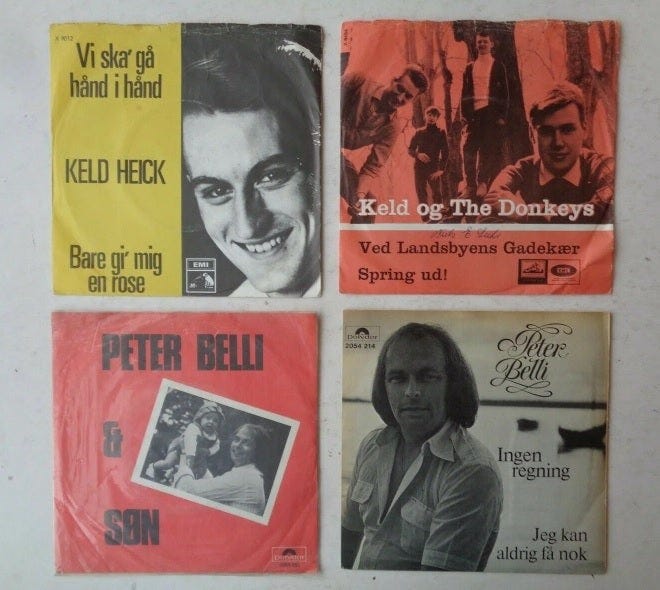 X 9012
Vi ska' gå
hånd i hånd
KELD HEICK
Bare gi' mig
en rose
EMI
Keld og The Donkeys
Ved Landsbyens Gadekær
Spring ud!
EMI
PETER BELLI
&
SØN
Polydor
Polydor
2054 214
Peter
Belli
Ingen
regning
Jeg kan
aldrig få nok